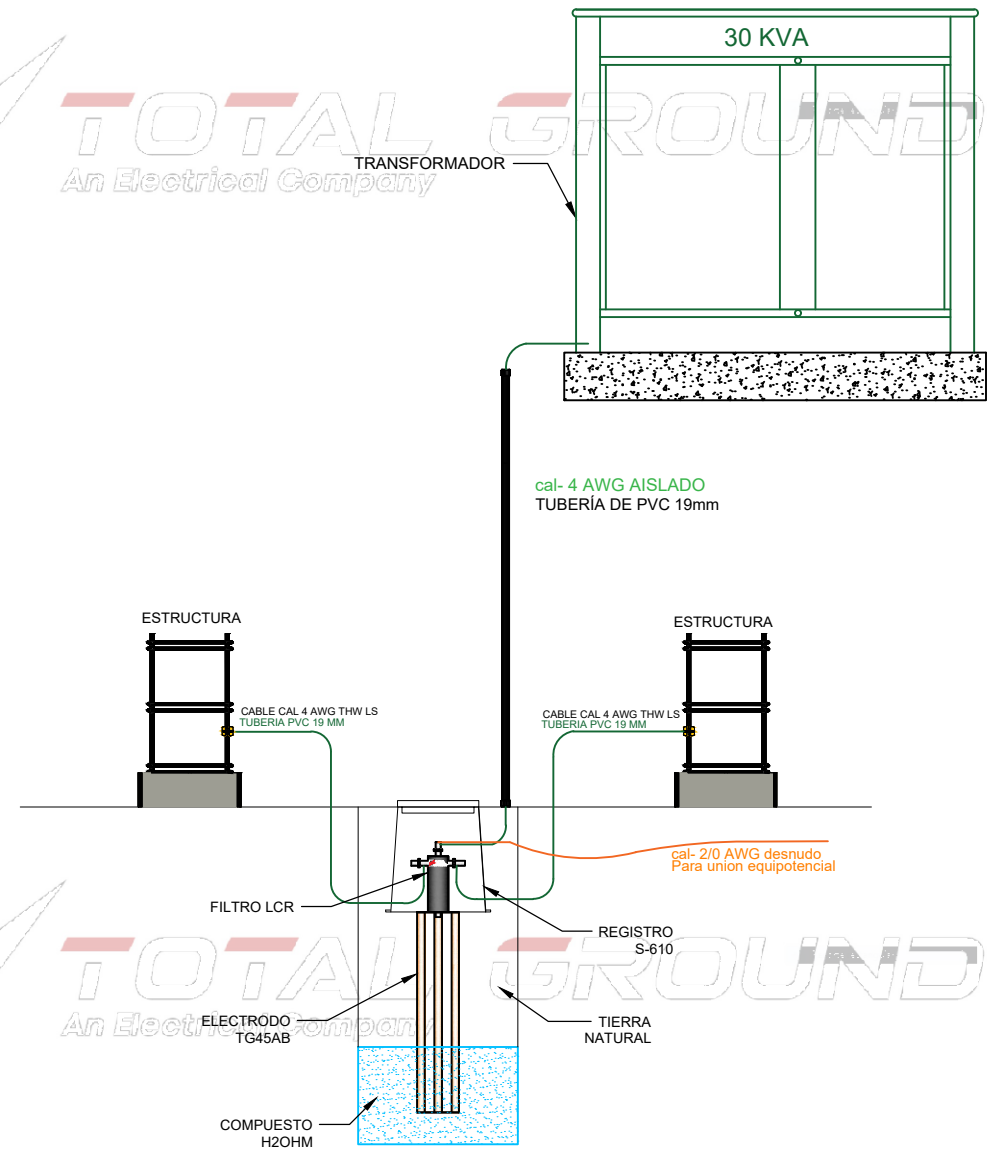 30 KVA
TOTAL GROUND
An Electrical Company
TRANSFORMADOR
cal- 4 AWG AISLADO
TUBERÍA DE PVC 19mm
ESTRUCTURA
ESTRUCTURA
CABLE CAL 4 AWG THW LS
TUBERIA PVC 19 MM
CABLE CAL 4 AWG THW LS
TUBERIA PVC 19 MM
cal- 2/0 AWG desnudo
Para union equipotencial
FILTRO LCR
REGISTRO
S-610
TOTAL GROUND
An Electrical Company
ELECTRODO
TG45AB
TIERRA
NATURAL
COMPUESTO
H2OHM